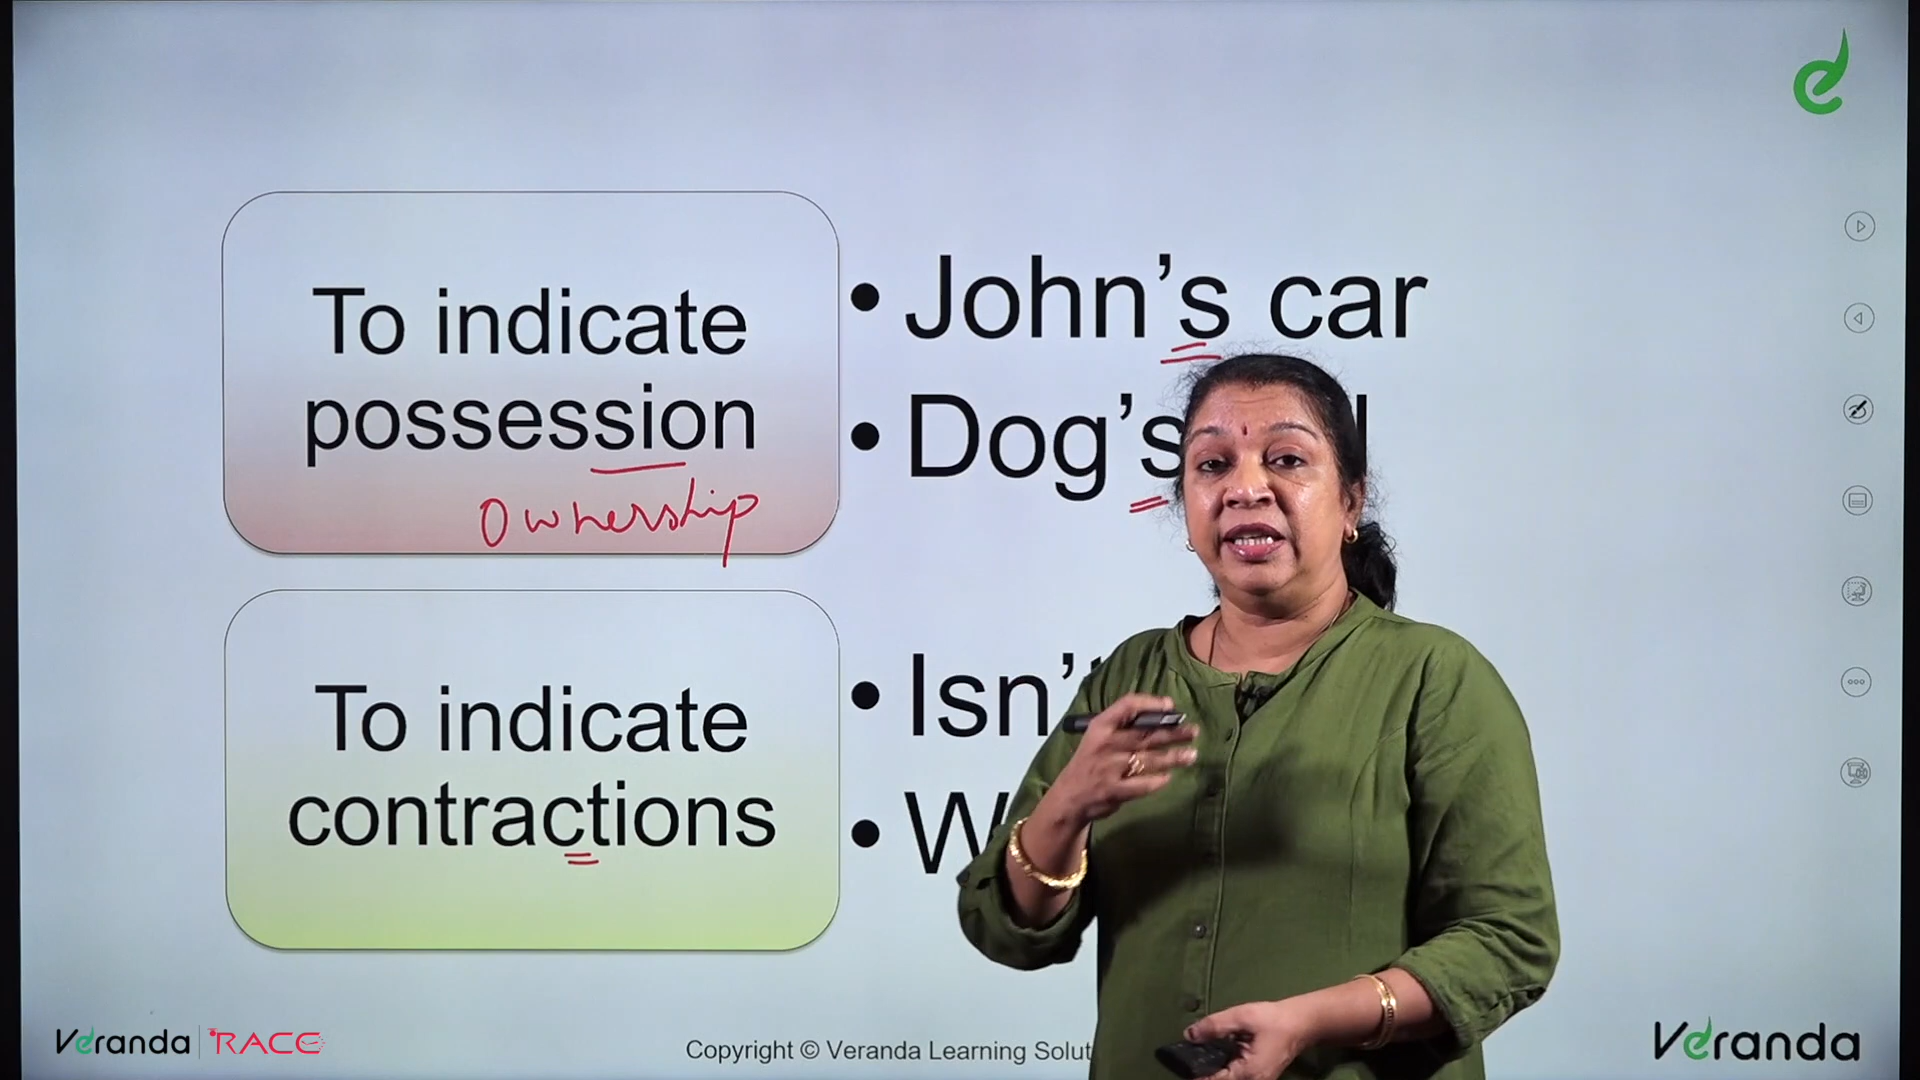 To indicate
possession
Ownership
• John’s car
• Dog’s
To indicate
contractions
• Isn’
• W
Veranda RACE
Copyright © Veranda Learning Solut
Veranda